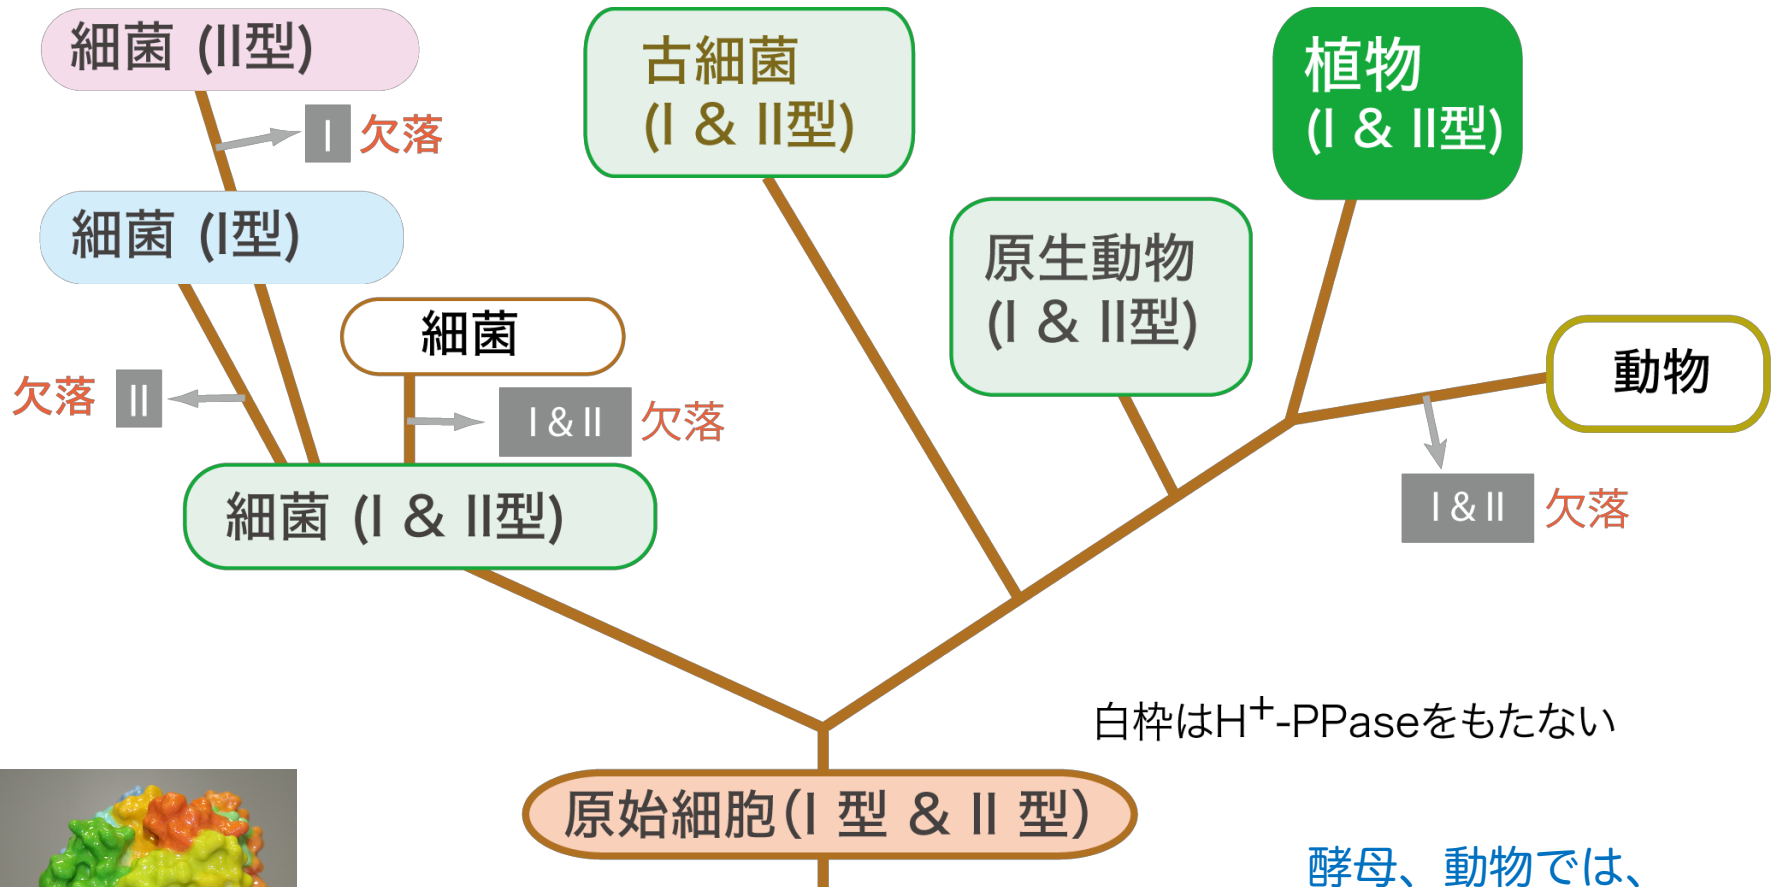 細菌 (II型)
I 欠落
細菌 (I型)
欠落 II
細菌
I & II 欠落
細菌 (I & II型)
古細菌
(I & II型)
原生動物
(I & II型)
植物
(I & II型)
動物
I & II 欠落
白枠はH⁺-PPaseをもたない
原始細胞(I 型 & II 型)
酵母、動物では、